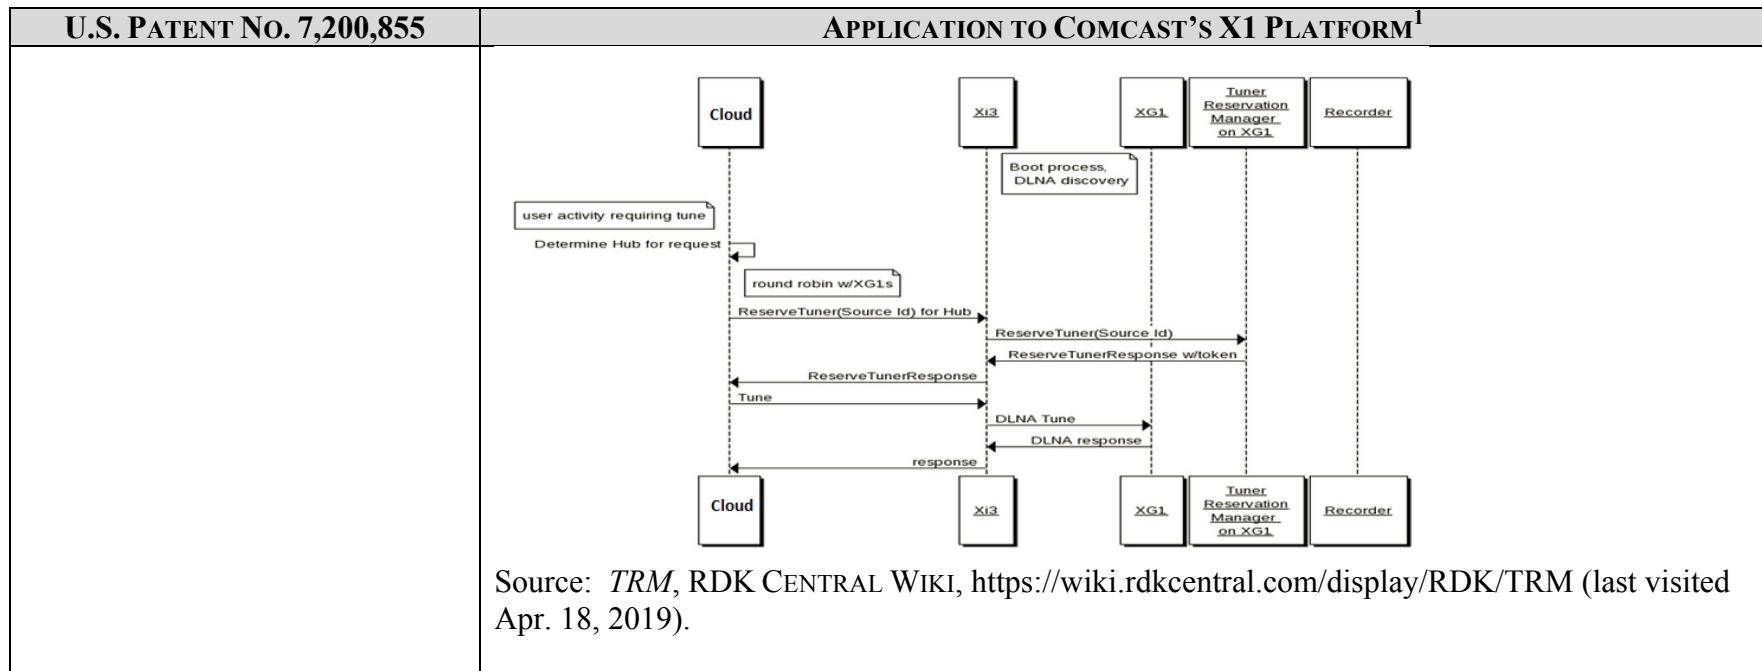 U.S. PATENT NO. 7,200,855
APPLICATION TO COMCAST'S X1 PLATFORM1
Cloud
Xi3
XG1
Tuner
Reservation
Manager
on XG1
Recorder
Boot process,
DLNA discovery
user activity requiring tune
Determine Hub for request
round robin w/XG1s
ReserveTuner(Source Id) for Hub
ReserveTuner(Source Id)
ReserveTunerResponse w/token
ReserveTunerResponse
Tune
DLNA Tune
DLNA response
response
Cloud
Xi3
XG1
Tuner
Reservation
Manager
on XG1
Recorder
Source: TRM, RDK CENTRAL WIKI, https://wiki.rdkcentral.com/display/RDK/TRM (last visited
Apr. 18, 2019).